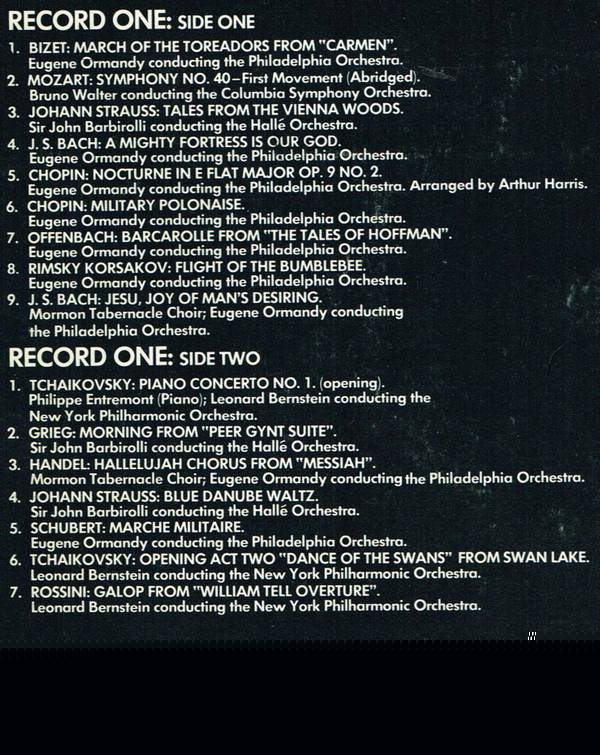 RECORD ONE: SIDE ONE
1. BIZET: MARCH OF THE TOREADORS FROM "CARMEN".
Eugene Ormandy conducting the Philadelphia Orchestra.
2. MOZART: SYMPHONY NO. 40–First Movement (Abridged).
Bruno Walter conducting the Columbia Symphony Orchestra.
3. JOHANN STRAUSS: TALES FROM THE VIENNA WOODS.
Sir John Barbirolli conducting the Hallé Orchestra.
4. J. S. BACH: A MIGHTY FORTRESS IS OUR GOD.
Eugene Ormandy conducting the Philadelphia Orchestra.
5. CHOPIN: NOCTURNE IN E FLAT MAJOR OP. 9 NO. 2.
Eugene Ormandy conducting the Philadelphia Orchestra. Arranged by Arthur Harris.
6. CHOPIN: MILITARY POLONAISE.
Eugene Ormandy conducting the Philadelphia Orchestra.
7. OFFENBACH: BARCAROLLE FROM "THE TALES OF HOFFMAN".
Eugene Ormandy conducting the Philadelphia Orchestra.
8. RIMSKY KORSAKOV: FLIGHT OF THE BUMBLEBEE.
Eugene Ormandy conducting the Philadelphia Orchestra.
9. J. S. BACH: JESU, JOY OF MAN'S DESIRING.
Mormon Tabernacle Choir; Eugene Ormandy conducting
the Philadelphia Orchestra.
RECORD ONE: SIDE TWO
1. TCHAIKOVSKY: PIANO CONCERTO NO. 1. (opening).
Philippe Entremont (Piano); Leonard Bernstein conducting the
New York Philharmonic Orchestra.
2. GRIEG: MORNING FROM "PEER GYNT SUITE".
Sir John Barbirolli conducting the Hallé Orchestra.
3. HANDEL: HALLELUJAH CHORUS FROM "MESSIAH".
Mormon Tabernacle Choir; Eugene Ormandy conducting the Philadelphia Orchestra.
4. JOHANN STRAUSS: BLUE DANUBE WALTZ.
Sir John Barbirolli conducting the Hallé Orchestra.
5. SCHUBERT: MARCHE MILITAIRE.
Eugene Ormandy conducting the Philadelphia Orchestra.
6. TCHAIKOVSKY: OPENING ACT TWO "DANCE OF THE SWANS" FROM SWAN LAKE.
Leonard Bernstein conducting the New York Philharmonic Orchestra.
7. ROSSINI: GALOP FROM "WILLIAM TELL OVERTURE".
Leonard Bernstein conducting the New York Philharmonic Orchestra.